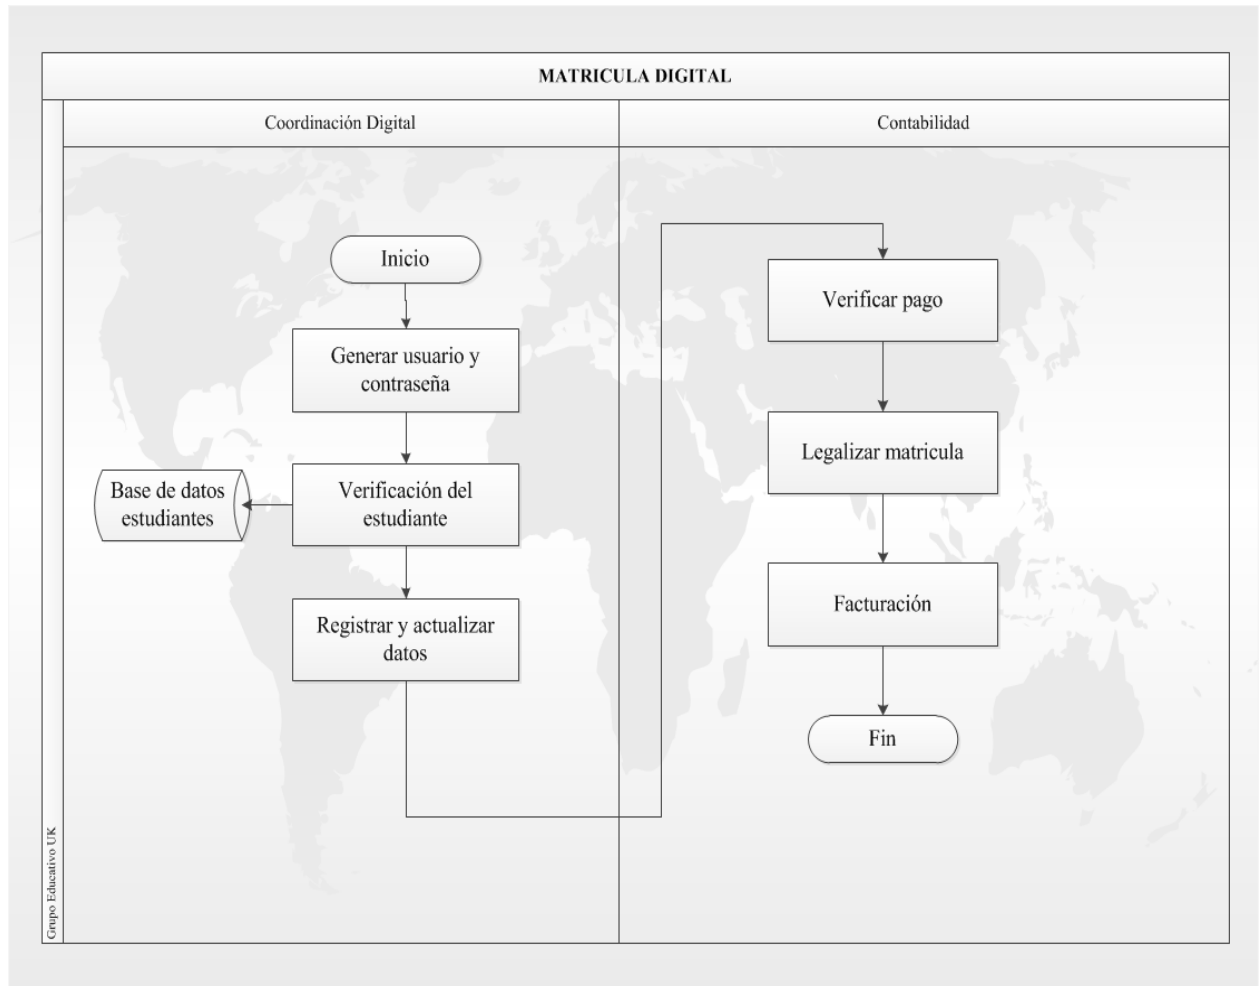 MATRICULA DIGITAL
Coordinación Digital
Contabilidad
Inicio
Generar usuario y
contraseña
Base de datos
estudiantes
Verificación del
estudiante
Registrar y actualizar
datos
Verificar pago
Legalizar matricula
Facturación
Fin
Grupo Educativo UK